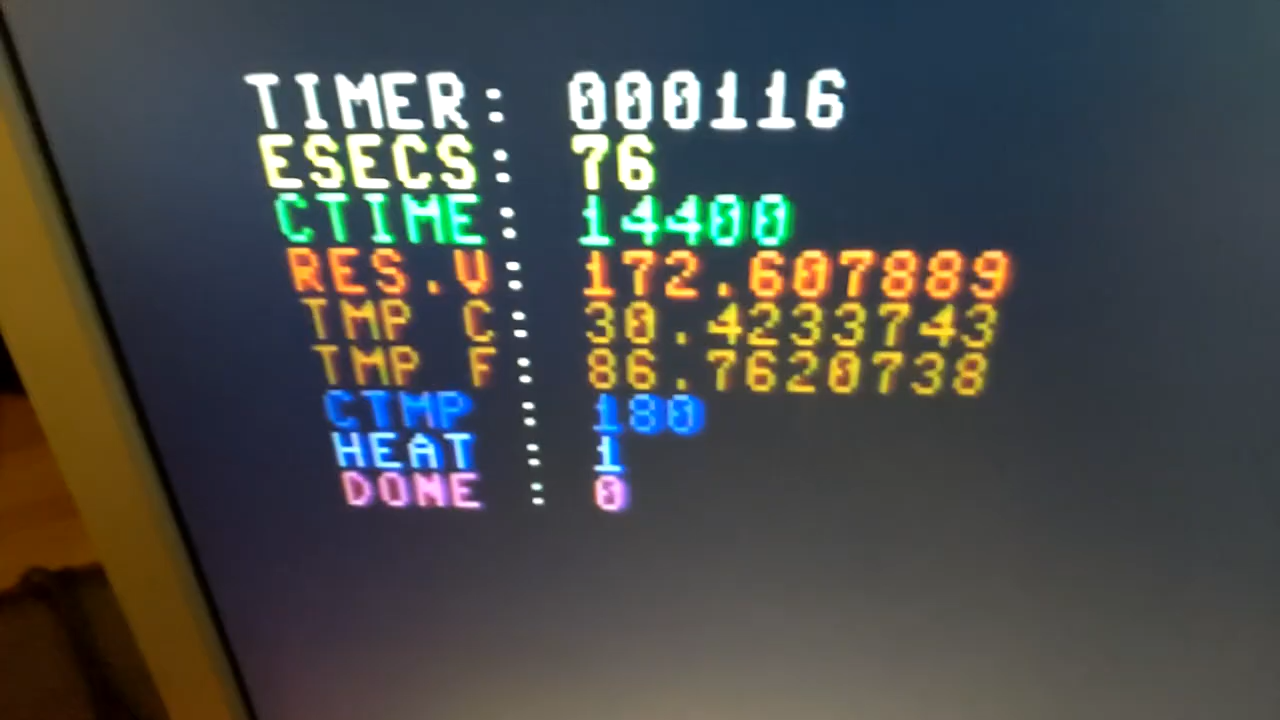 TIMER: 000116
ESECS: 76
CTIME: 14400
RES.V: 172.607889
TMP C: 30.4233743
TMP F: 86.7620738
CTMP : 180
HEAT : 1
DONE : 0